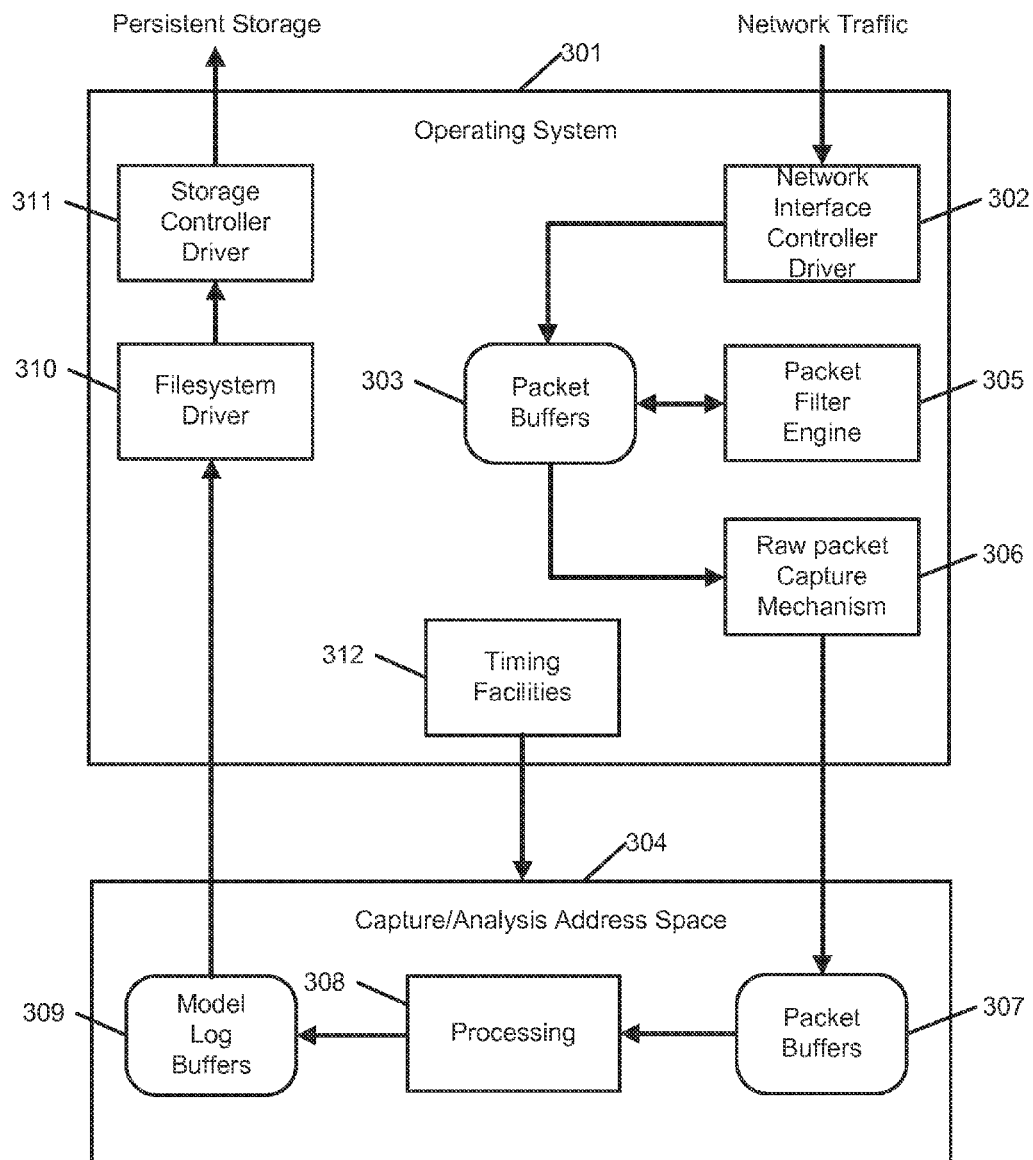 Persistent Storage
Network Traffic
301
Operating System
311
Storage
Controller
Driver
Network
Interface
Controller
Driver
302
310
Filesystem
Driver
303
Packet
Buffers
Packet
Filter
Engine
305
Raw packet
Capture
Mechanism
306
312
Timing
Facilities
304
Capture/Analysis Address Space
309
Model
Log
Buffers
308
Processing
Packet
Buffers
307